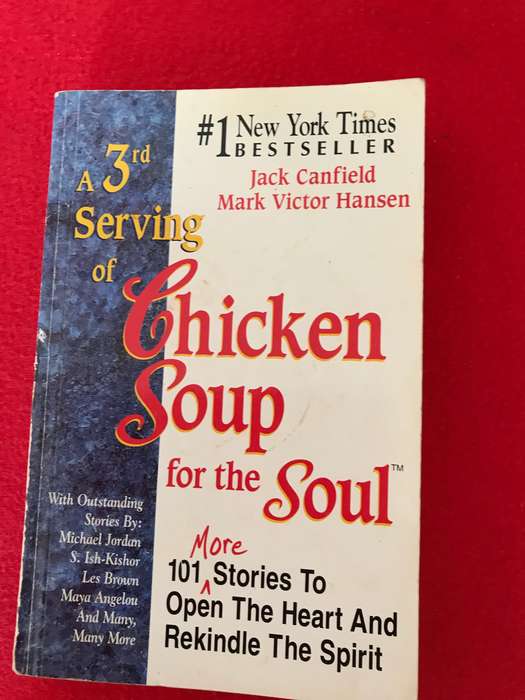 A 3rd
Serving
of
#1 New York Times
BESTSELLER
Jack Canfield
Mark Victor Hansen
Chicken
Soup
for the Soul™
With Outstanding
Stories By:
Michael Jordan
S. Ish-Kishor
Les Brown
Maya Angelou
And Many,
Many More
More
101 ^ Stories To
Open The Heart And
Rekindle The Spirit